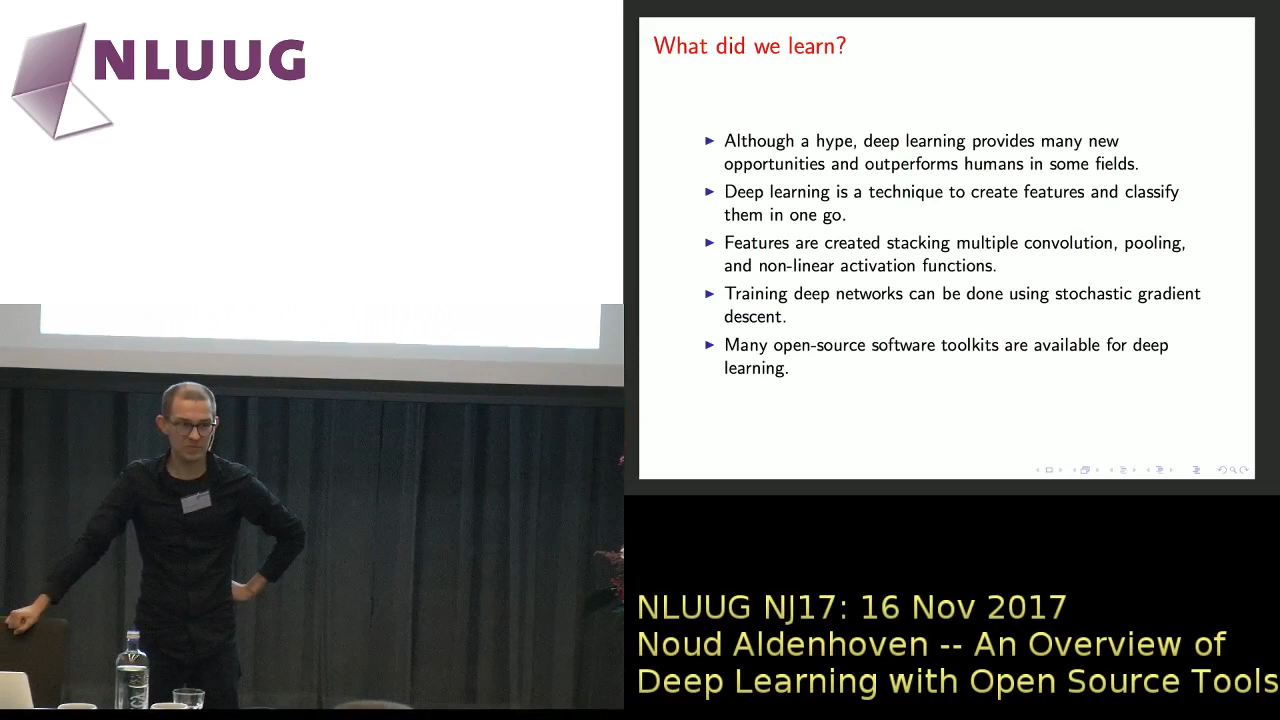 NLUUG
What did we learn?
Although a hype, deep learning provides many new
opportunities and outperforms humans in some fields.
Deep learning is a technique to create features and classify
them in one go.
Features are created stacking multiple convolution, pooling,
and non-linear activation functions.
Training deep networks can be done using stochastic gradient
descent.
Many open-source software toolkits are available for deep
learning.
NLUUG NJ17: 16 Nov 2017
Noud Aldenhoven -- An Overview of
Deep Learning with Open Source Tools